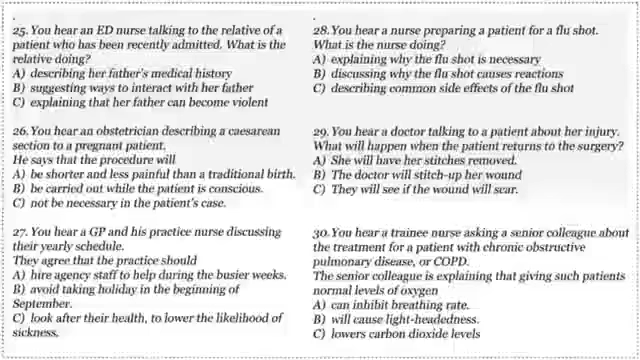 25. You hear an ED nurse talking to the relative of a
patient who has been recently admitted. What is the
relative doing?
A) describing her father's medical history
B) suggesting ways to interact with her father
C) explaining that her father can become violent
26. You hear an obstetrician describing a caesarean
section to a pregnant patient.
He says that the procedure will
A) be shorter and less painful than a traditional birth.
B) be carried out while the patient is conscious.
C) not be necessary in the patient's case.
27. You hear a GP and his practice nurse discussing
their yearly schedule.
They agree that the practice should
A) hire agency staff to help during the busier weeks.
B) avoid taking holiday in the beginning of
September.
C) look after their health, to lower the likelihood of
sickness.
28. You hear a nurse preparing a patient for a flu shot.
What is the nurse doing?
A) explaining why the flu shot is necessary
B) discussing why the flu shot causes reactions
C) describing common side effects of the flu shot
29. You hear a doctor talking to a patient about her injury.
What will happen when the patient returns to the surgery?
A) She will have her stitches removed.
B) The doctor will stitch-up her wound
C) They will see if the wound will scar.
30. You hear a trainee nurse asking a senior colleague about
the treatment for a patient with chronic obstructive
pulmonary disease, or COPD.
The senior colleague is explaining that giving such patients
normal levels of oxygen
A) can inhibit breathing rate.
B) will cause light-headedness.
C) lowers carbon dioxide levels